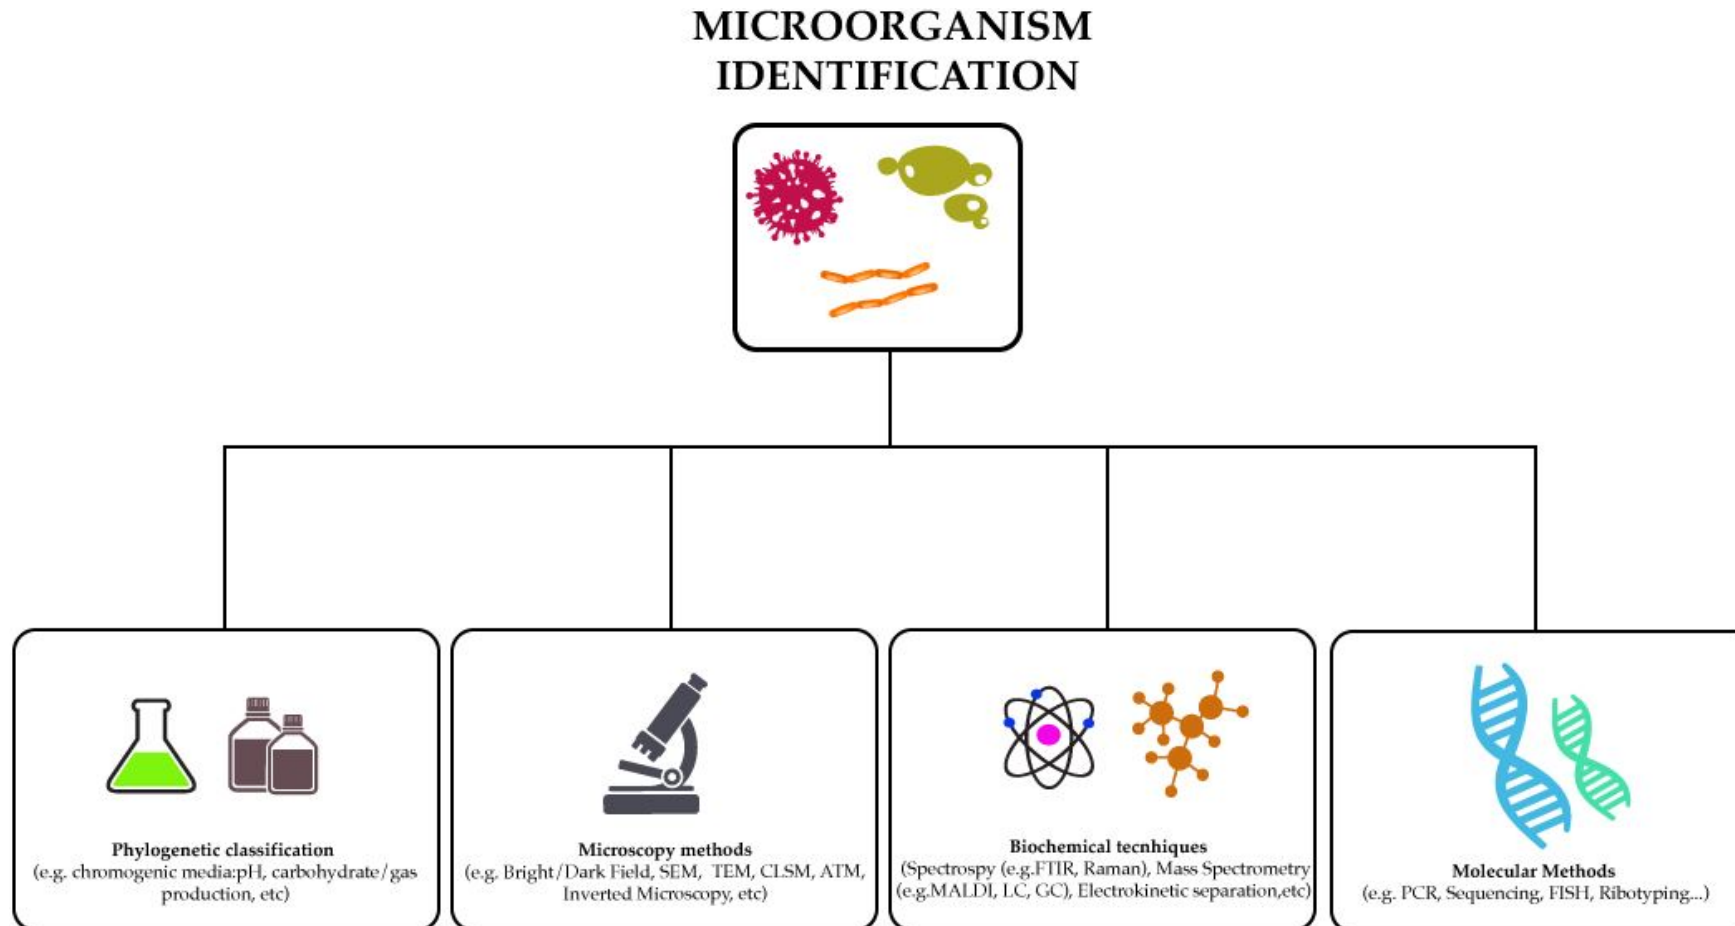 MICROORGANISM
IDENTIFICATION
Phylogenetic classification
(e.g. chromogenic media:pH, carbohydrate/gas
production, etc)
Microscopy methods
(e.g. Bright/Dark Field, SEM, TEM, CLSM, ATM,
Inverted Microscopy, etc)
Biochemical tecnhiques
(Spectrospy (e.g.FTIR, Raman), Mass Spectrometry
(e.g.MALDI, LC, GC), Electrokinetic separation,etc)
Molecular Methods
(e.g. PCR, Sequencing, FISH, Ribotyping...)